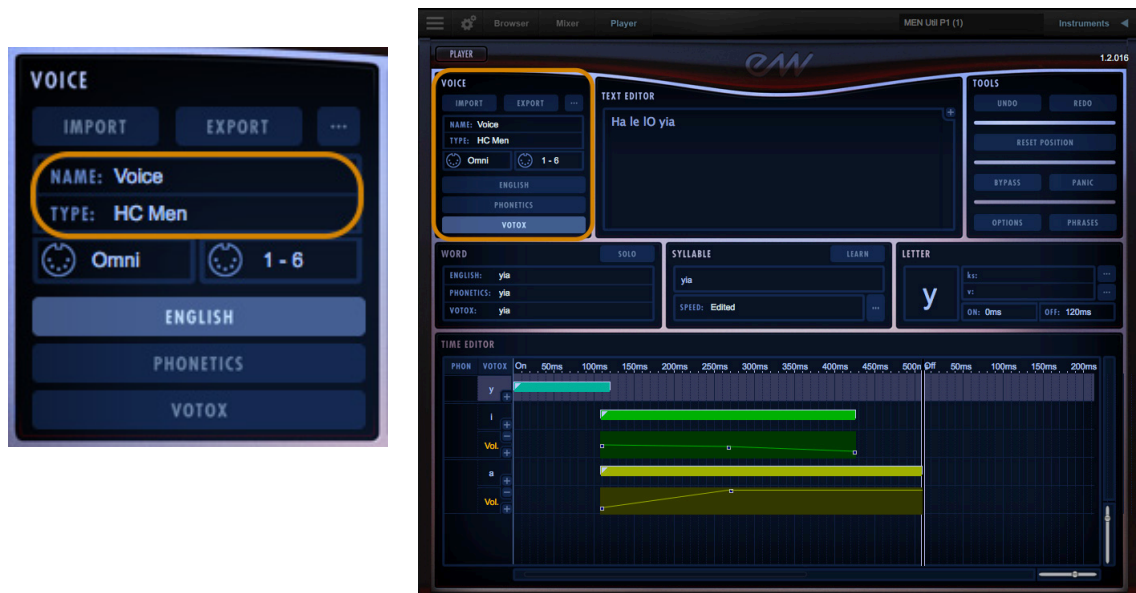 VOICE
IMPORT EXPORT ...
NAME: Voice
TYPE: HC Men
Omni 1 - 6
ENGLISH
PHONETICS
VOTOX
Browser Mixer Player MEN Util P1 (1) Instruments
PLAYER ew 1.2.016
VOICE
IMPORT EXPORT ...
NAME: Voice
TYPE: HC Men
Omni 1 - 6
ENGLISH
PHONETICS
VOTOX
TEXT EDITOR
+
Ha le lO yia
TOOLS
UNDO REDO
RESET POSITION
BYPASS PANIC
OPTIONS PHRASES
WORD SOLO
ENGLISH: yia
PHONETICS: yia
VOTOX: yia
SYLLABLE LEARN
yia
SPEED: Edited ...
LETTER
y
ks: ...
v: ...
ON: 0ms OFF: 120ms
TIME EDITOR
PHON VOTOX On 50ms 100ms 150ms 200ms 250ms 300ms 350ms 400ms 450ms 500m Off 50ms 100ms 150ms 200ms
y +
i +
Vol. - +
a +
Vol. - +